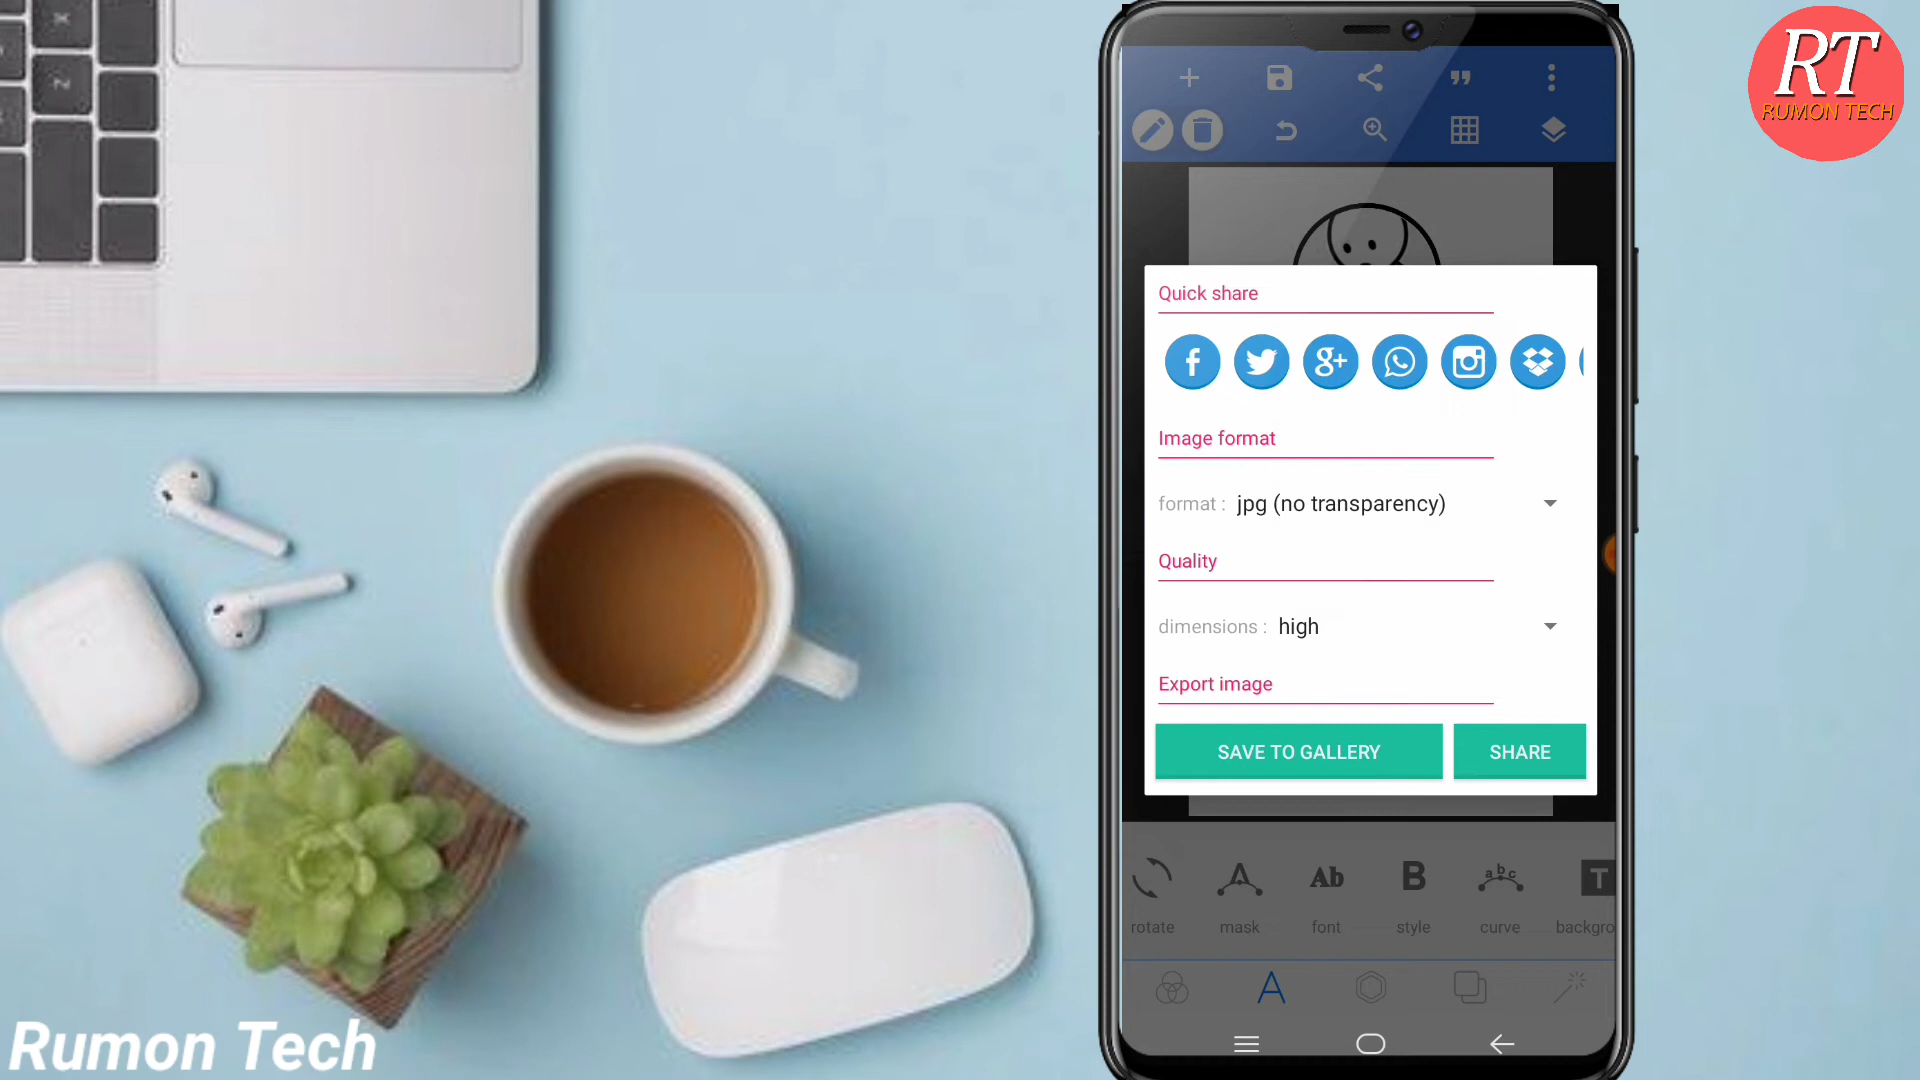 RT
RUMON TECH
Quick share
Image format
format : jpg (no transparency)
Quality
dimensions : high
Export image
SAVE TO GALLERY
SHARE
Ab
B
abc
T
rotate
mask
font
style
curve
backgro
Rumon Tech